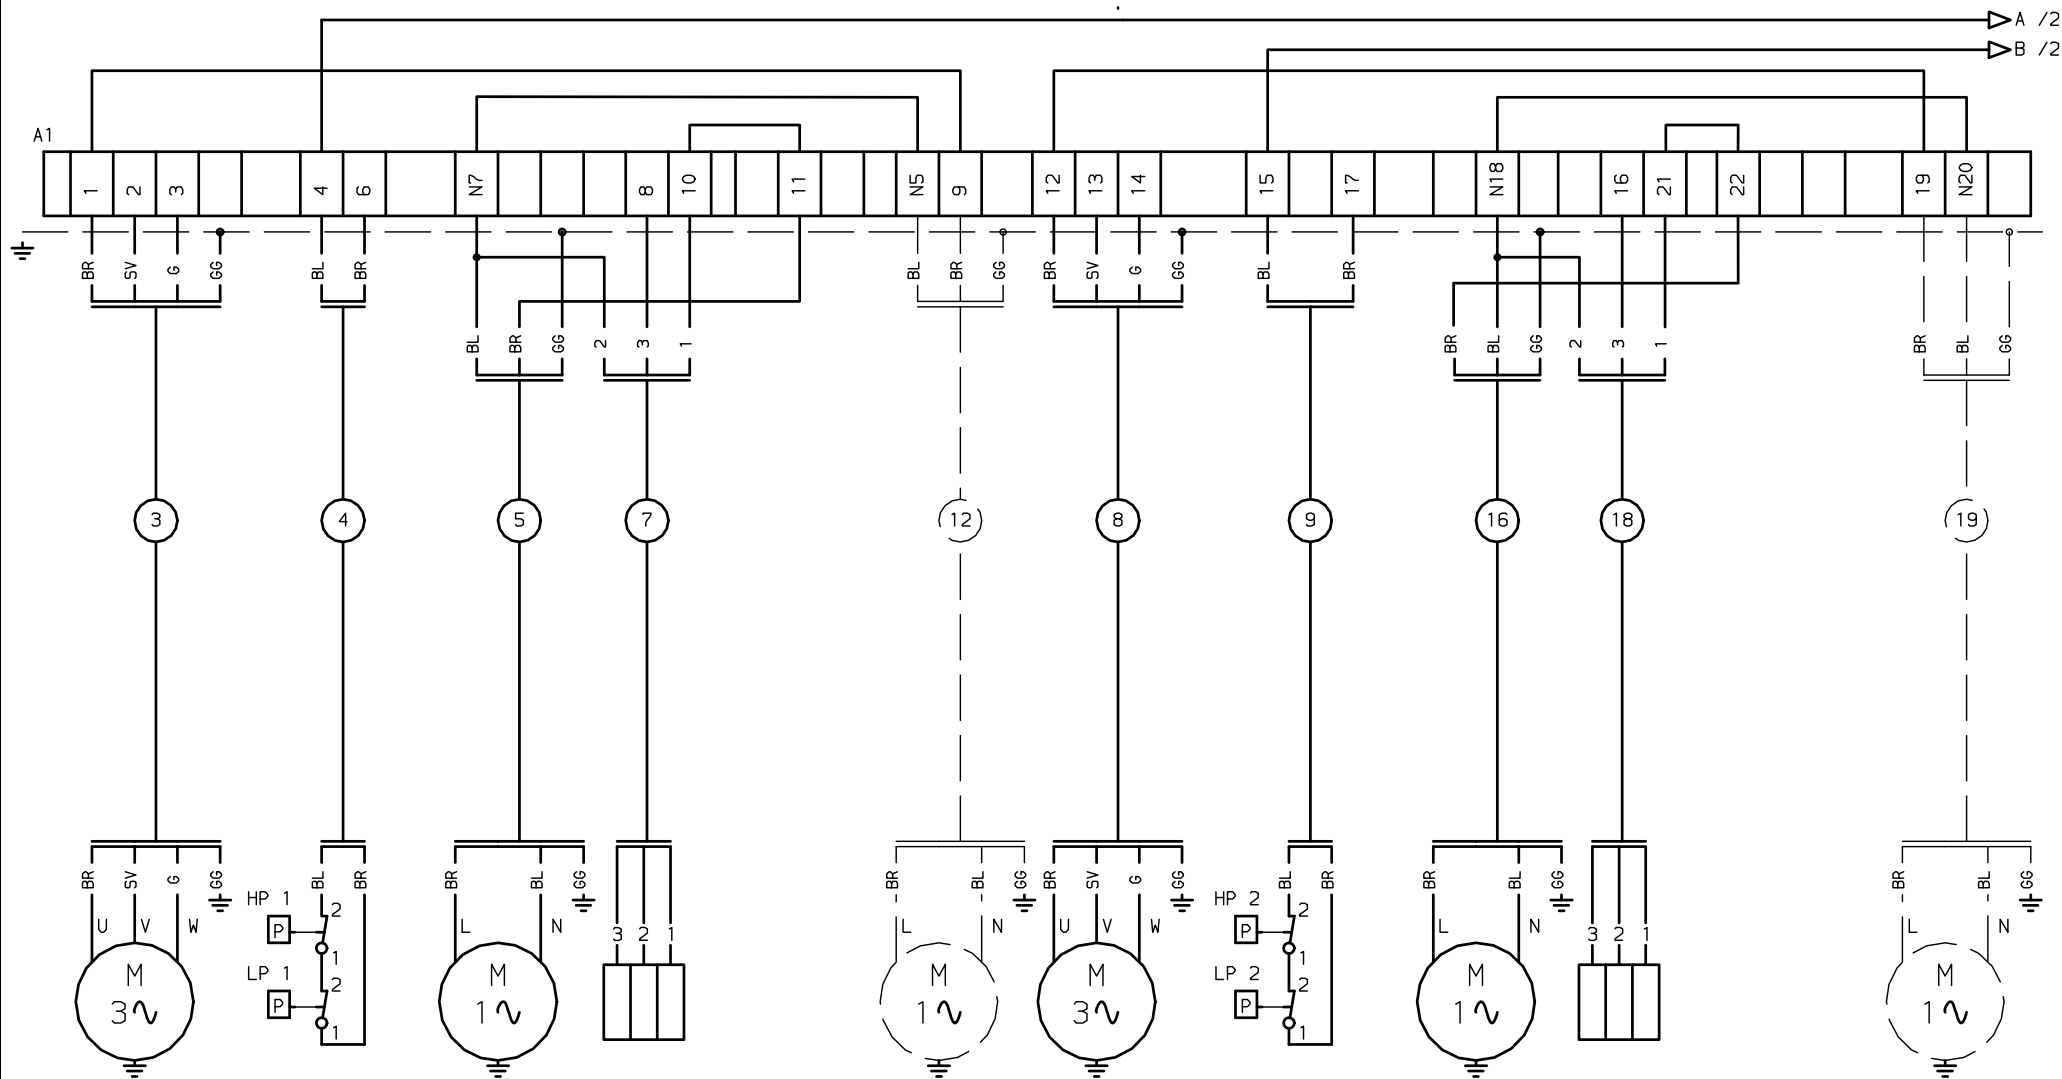 A /2
B /2
A1
1 2 3 4 6 N7 8 10 11 N5 9 12 13 14 15 17 N18 16 21 22 19 N20
BR SV G GG BL BR BL BR GG BR SV G GG BL BR
BL BR GG 2 3 1 BR BL GG 2 3 1 BR BL GG
3 4 5 7 12 8 9 16 18 19
BR SV G GG BL BR BR BL GG BR BL GG BR SV G GG BL BR BR BL GG BR BL GG
HP 1 2 HP 2 2
U V W P L N 3 2 1 L N U V W P L N 3 2 1 L N
1 1
LP 1 2 LP 2 2
M M M M M M
P P
3 1 1 3 1 1
1 1